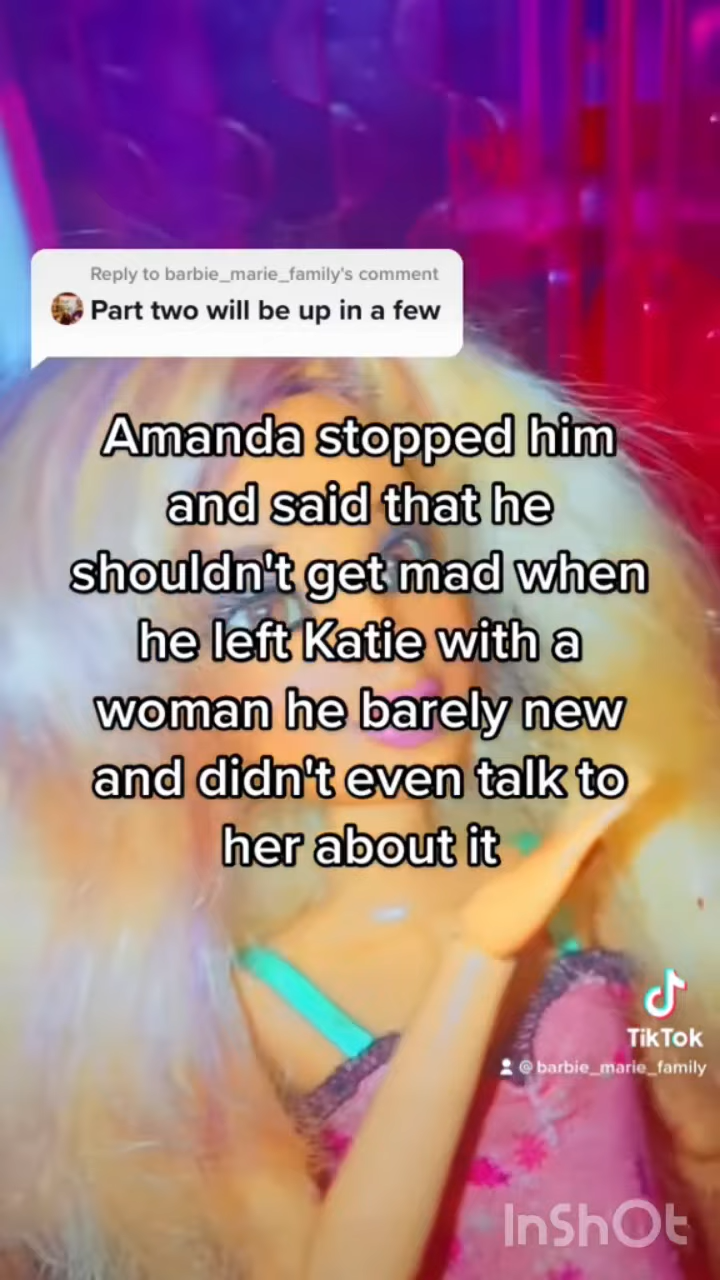 Reply to barbie_marie_family's comment
Part two will be up in a few
Amanda stopped him
and said that he
shouldn't get mad when
he left Katie with a
woman he barely new
and didn't even talk to
her about it
TikTok
@barbie_marie_family
InShOt